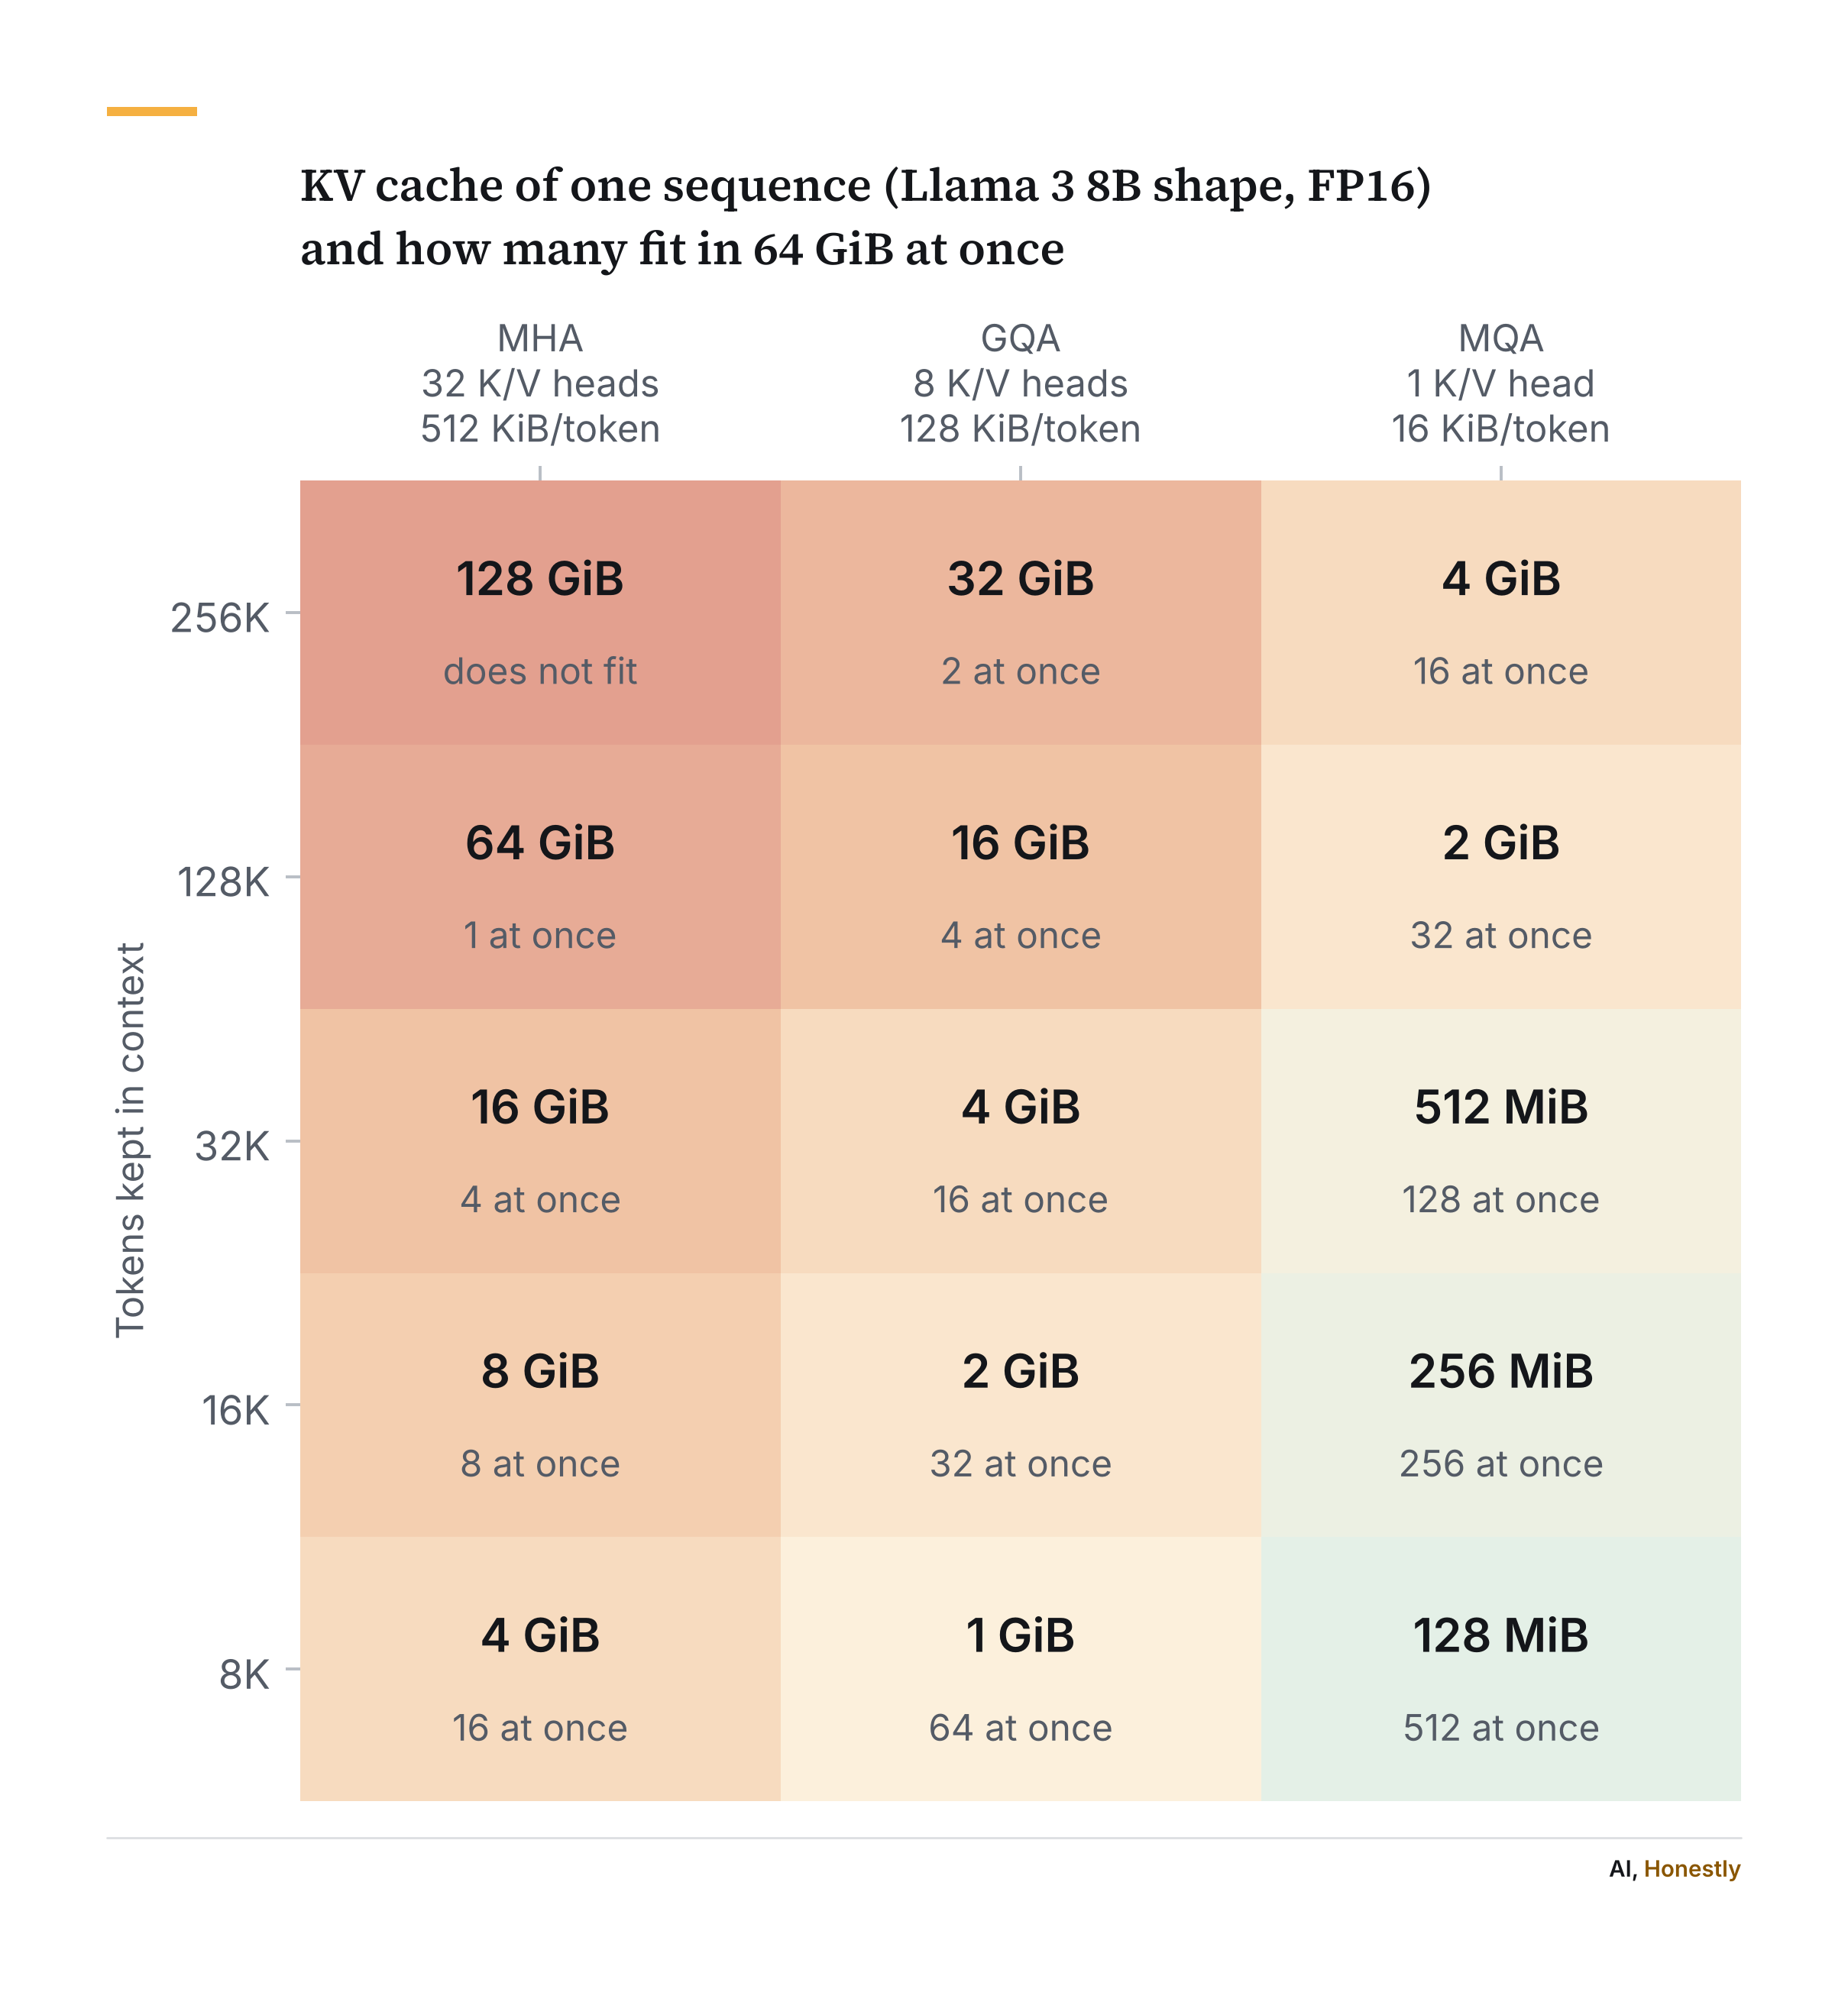 KV cache of one sequence (Llama 3 8B shape, FP16)
and how many fit in 64 GiB at once
MHA
32 K/V heads
512 KiB/token
GQA
8 K/V heads
128 KiB/token
MQA
1 K/V head
16 KiB/token
Tokens kept in context
256K
128 GiB
does not fit
32 GiB
2 at once
4 GiB
16 at once
128K
64 GiB
1 at once
16 GiB
4 at once
2 GiB
32 at once
32K
16 GiB
4 at once
4 GiB
16 at once
512 MiB
128 at once
16K
8 GiB
8 at once
2 GiB
32 at once
256 MiB
256 at once
8K
4 GiB
16 at once
1 GiB
64 at once
128 MiB
512 at once
AI, Honestly